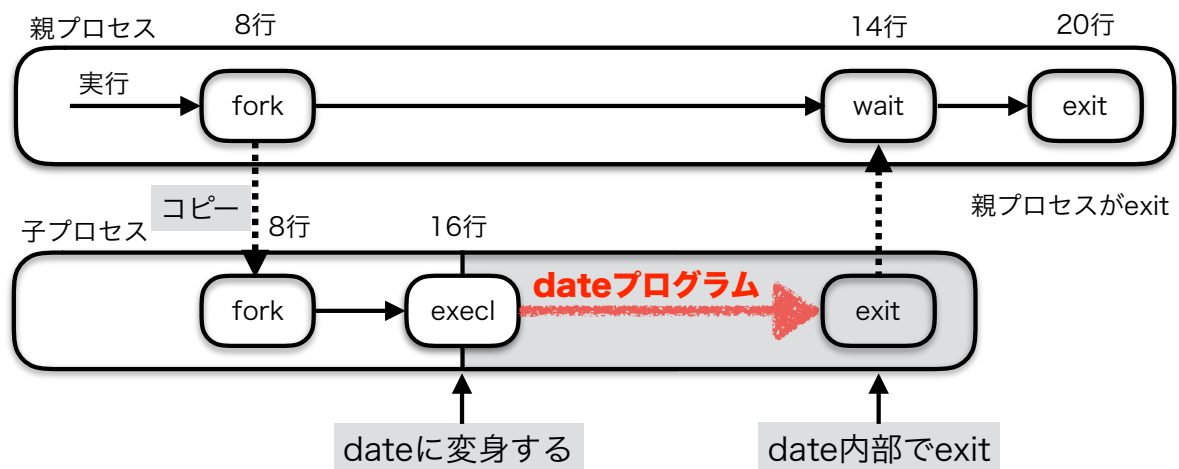 親プロセス
8行
14行
20行
実行
fork
wait
exit
コピー
親プロセスがexit
子プロセス
8行
16行
fork
execl
dateプログラム
exit
dateに変身する
date内部でexit